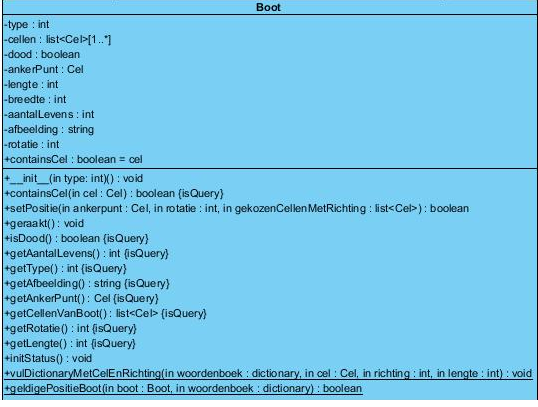 Boot
-type : int
-cellen : list<Cel>[1..*]
-dood : boolean
-ankerPunt : Cel
-lengte : int
-breedte : int
-aantalLevens : int
-afbeelding : string
-rotatie : int
+containsCel : boolean = cel
+__init__(in type: int)() : void
+containsCel(in cel : Cel) : boolean {isQuery}
+setPositie(in ankerpunt : Cel, in rotatie : int, in gekozenCellenMetRichting : list<Cel>) : boolean
+geraakt() : void
+isDood() : boolean {isQuery}
+getAantalLevens() : int {isQuery}
+getType() : int {isQuery}
+getAfbeelding() : string {isQuery}
+getAnkerPunt() : Cel {isQuery}
+getCellenVanBoot() : list<Cel> {isQuery}
+getRotatie() : int {isQuery}
+getLengte() : int {isQuery}
+initStatus() : void
+vulDictionaryMetCelEnRichting(in woordenboek : dictionary, in cel : Cel, in richting : int, in lengte : int) : void
+geldigePositieBoot(in boot : Boot, in woordenboek : dictionary) : boolean